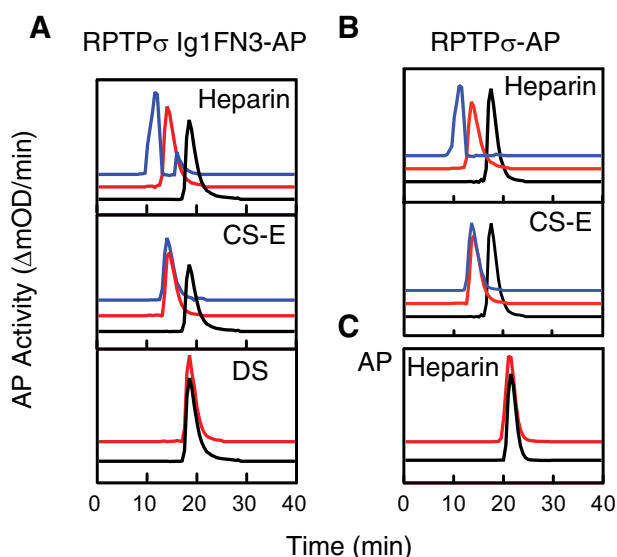 A
RPTPσ Ig1FN3-AP
Heparin
CS-E
DS
0 10 20 30 40
B
RPTPσ-AP
Heparin
CS-E
C
AP
Heparin
0 10 20 30 40
AP Activity (ΔmOD/min)
Time (min)